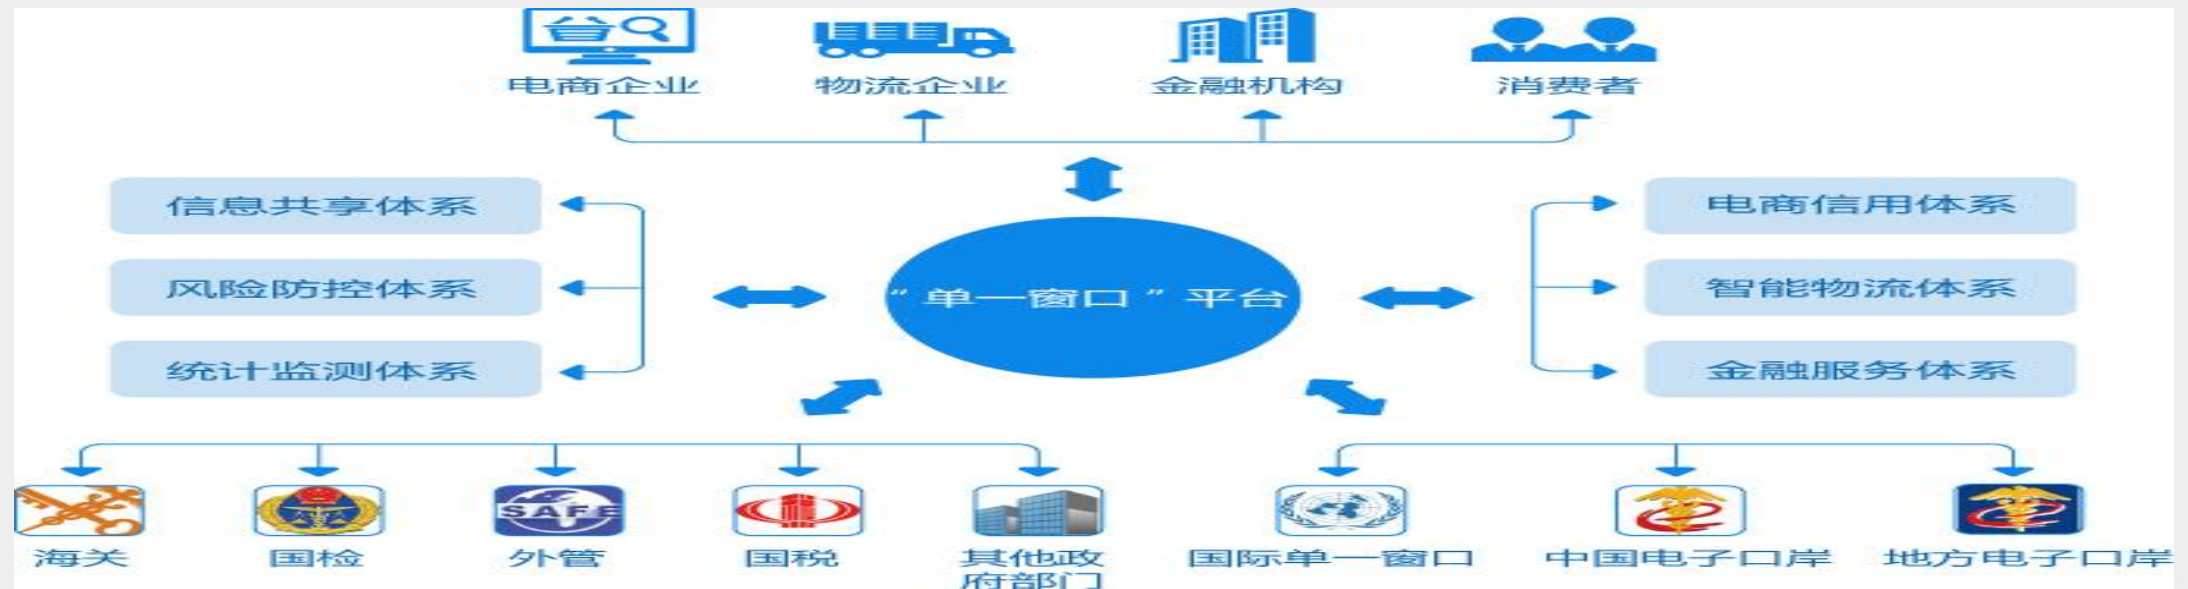 电商企业 物流企业 金融机构 消费者
信息共享体系 电商信用体系
风险防控体系 "单一窗口"平台 智能物流体系
统计监测体系 金融服务体系
SAFE
海关 国检 外管 国税 其他政 国际单一窗口 中国电子口岸 地方电子口岸
府部门